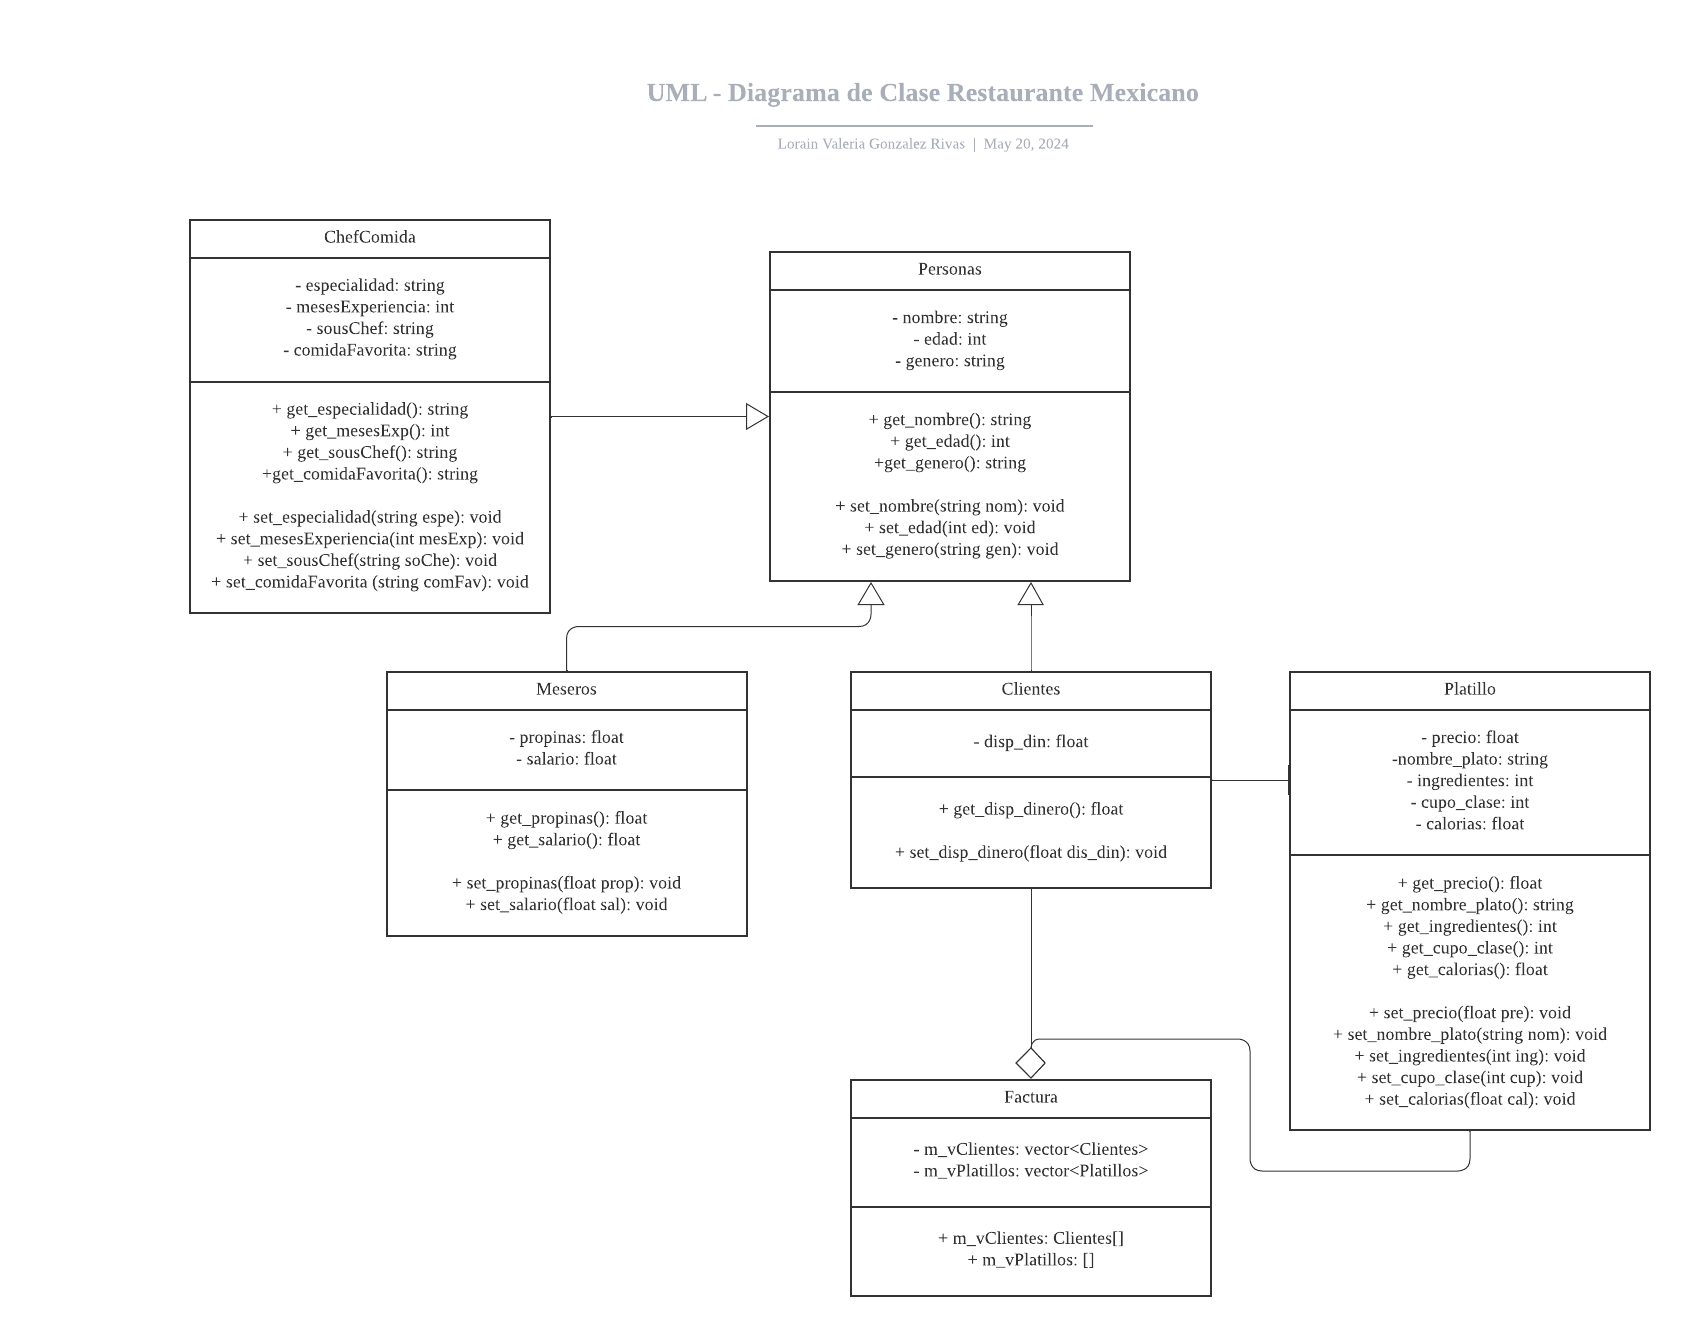 UML - Diagrama de Clase Restaurante Mexicano
Lorain Valeria Gonzalez Rivas | May 20, 2024
ChefComida
- especialidad: string
- mesesExperiencia: int
- sousChef: string
- comidaFavorita: string
+ get_especialidad(): string
+ get_mesesExp(): int
+ get_sousChef(): string
+get_comidaFavorita(): string
+ set_especialidad(string espe): void
+ set_mesesExperiencia(int mesExp): void
+ set_sousChef(string soChe): void
+ set_comidaFavorita (string comFav): void
Personas
- nombre: string
- edad: int
- genero: string
+ get_nombre(): string
+ get_edad(): int
+get_genero(): string
+ set_nombre(string nom): void
+ set_edad(int ed): void
+ set_genero(string gen): void
Meseros
- propinas: float
- salario: float
+ get_propinas(): float
+ get_salario(): float
+ set_propinas(float prop): void
+ set_salario(float sal): void
Clientes
- disp_din: float
+ get_disp_dinero(): float
+ set_disp_dinero(float dis_din): void
Platillo
- precio: float
-nombre_plato: string
- ingredientes: int
- cupo_clase: int
- calorias: float
+ get_precio(): float
+ get_nombre_plato(): string
+ get_ingredientes(): int
+ get_cupo_clase(): int
+ get_calorias(): float
+ set_precio(float pre): void
+ set_nombre_plato(string nom): void
+ set_ingredientes(int ing): void
+ set_cupo_clase(int cup): void
+ set_calorias(float cal): void
Factura
- m_vClientes: vector<Clientes>
- m_vPlatillos: vector<Platillos>
+ m_vClientes: Clientes[]
+ m_vPlatillos: []